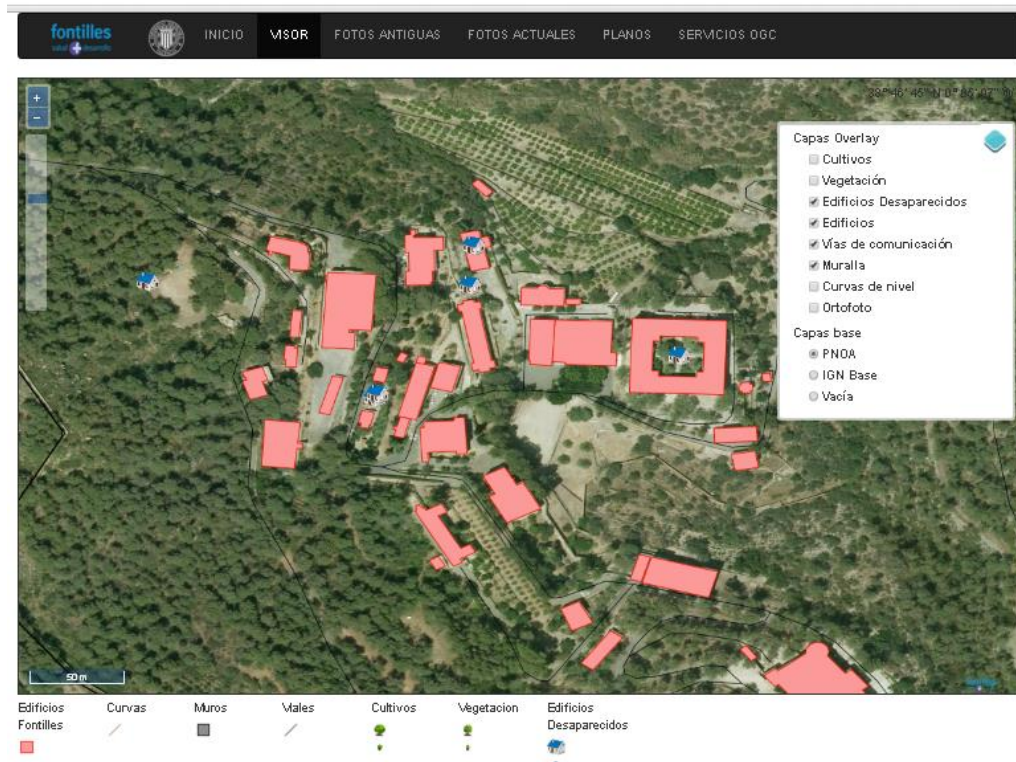 fontilles
salud + desarrollo
INICIO
VISOR
FOTOS ANTIGUAS
FOTOS ACTUALES
PLANOS
SERVICIOS OGC
+
−
Capas Overlay
Cultivos
Vegetación
Edificios Desaparecidos
Edificios
Vías de comunicación
Muralla
Curvas de nivel
Ortofoto
Capas base
PNOA
IGN Base
Vacía
50 m
Edificios
Fontilles
Curvas
Muros
Viales
Cultivos
Vegetacion
Edificios
Desaparecidos